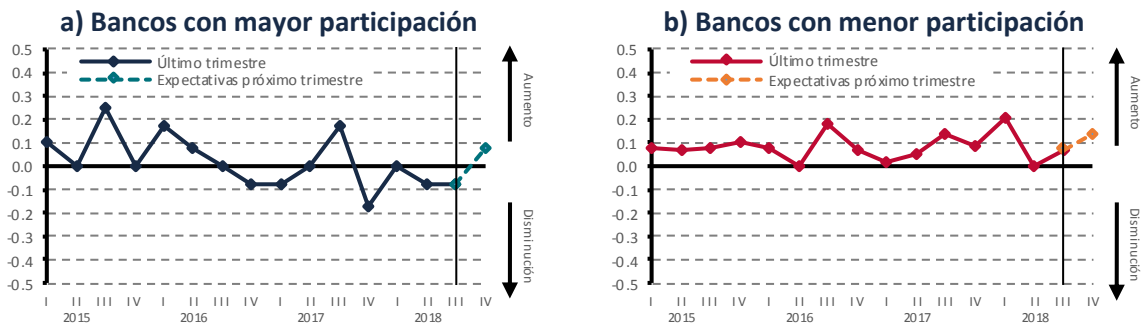 a) Bancos con mayor participación
0.5
0.4
0.3
0.2
0.1
0.0
-0.1
-0.2
-0.3
-0.4
-0.5
Último trimestre
Expectativas próximo trimestre
Aumento
Disminución
I II III IV I II III IV I II III IV I II III IV
2015 2016 2017 2018
b) Bancos con menor participación
0.5
0.4
0.3
0.2
0.1
0.0
-0.1
-0.2
-0.3
-0.4
-0.5
Último trimestre
Expectativas próximo trimestre
Aumento
Disminución
I II III IV I II III IV I II III IV I II III IV
2015 2016 2017 2018